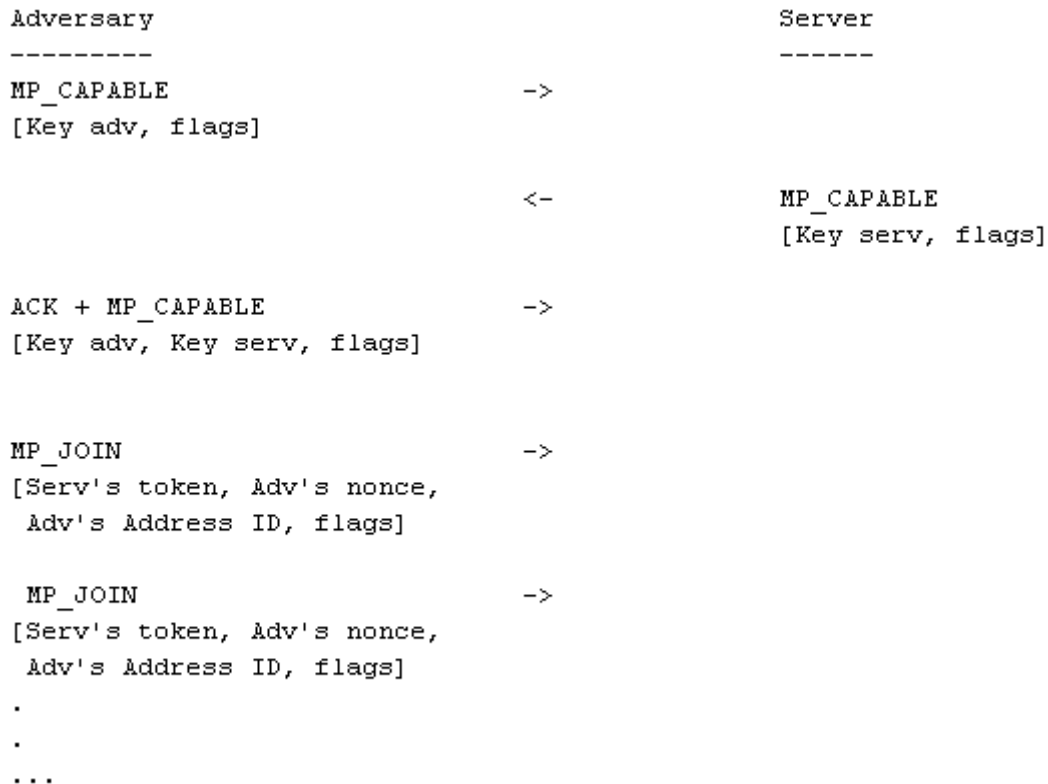 Adversary Server
--------- ------
MP_CAPABLE ->
[Key adv, flags]
<- MP_CAPABLE
[Key serv, flags]
ACK + MP_CAPABLE ->
[Key adv, Key serv, flags]
MP_JOIN ->
[Serv's token, Adv's nonce,
Adv's Address ID, flags]
MP_JOIN ->
[Serv's token, Adv's nonce,
Adv's Address ID, flags]
.
.
...